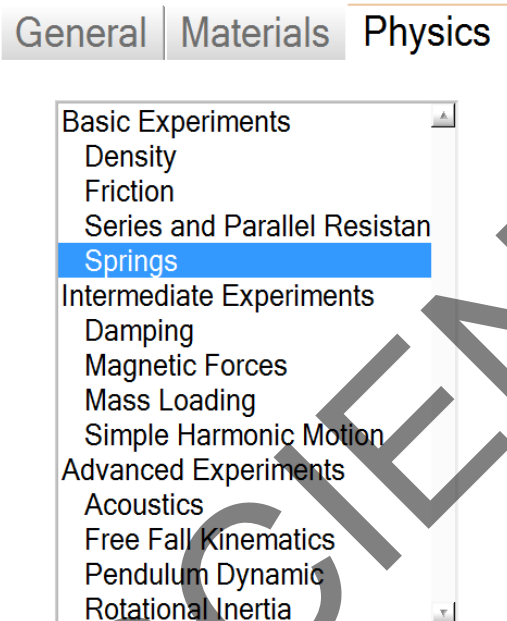 General Materials Physics
Basic Experiments
Density
Friction
Series and Parallel Resistan
Springs
Intermediate Experiments
Damping
Magnetic Forces
Mass Loading
Simple Harmonic Motion
Advanced Experiments
Acoustics
Free Fall Kinematics
Pendulum Dynamic
Rotational Inertia